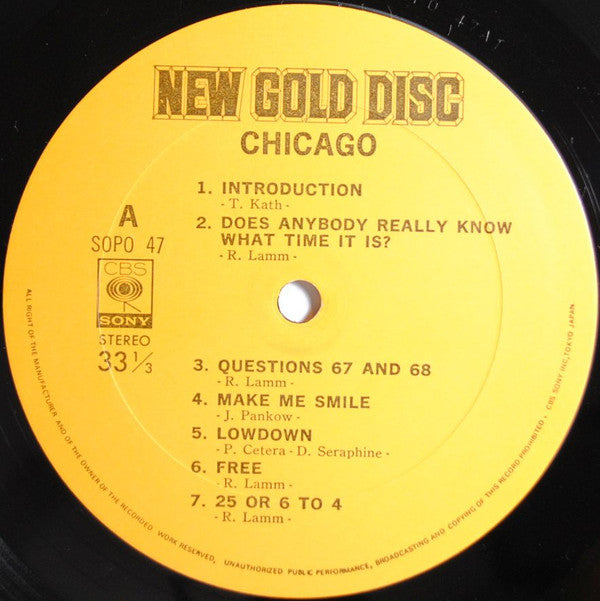 NEW GOLD DISC
CHICAGO
1. INTRODUCTION
- T. Kath -
2. DOES ANYBODY REALLY KNOW
WHAT TIME IT IS?
- R. Lamm -
A
SOPO 47
CBS
SONY
STEREO
33 1/3
3. QUESTIONS 67 AND 68
- R. Lamm -
4. MAKE ME SMILE
- J. Pankow -
5. LOWDOWN
- P. Cetera - D. Seraphine -
6. FREE
- R. Lamm -
7. 25 OR 6 TO 4
- R. Lamm -
ALL RIGHT OF THE MANUFACTURER AND OF THE OWNER OF THE RECORDED WORK RESERVED, UNAUTHORIZED PUBLIC PERFORMANCE, BROADCASTING AND COPYING OF THIS RECORD PROHIBITED · CBS SONY INC, TOKYO JAPAN